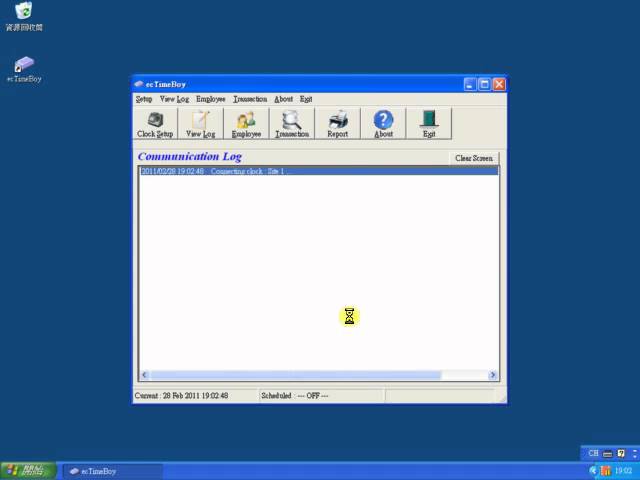 資源回收筒
ecTimeBoy
ecTimeBoy
Setup View Log Employee Transaction About Exit
Clock Setup View Log Employee Transaction Report About Exit
Communication Log
Clear Screen
2011/02/28 19:02:48 Connecting clock : Site 1 ...
Current : 28 Feb 2011 19:02:48
Scheduled : --- OFF ---
CH
開始
ecTimeBoy
19:02